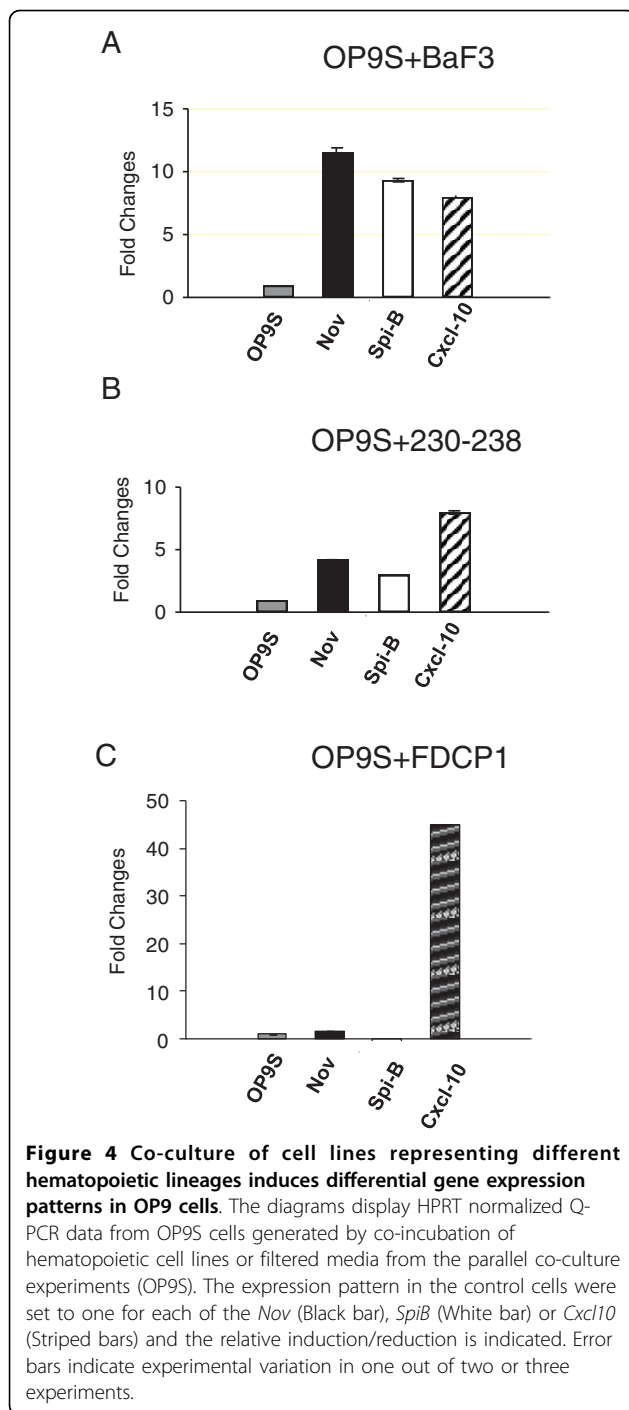 A
OP9S+BaF3
15
10
5
0
Fold Changes
OP9S
Nov
Spi-B
Cxcl-10
B
OP9S+230-238
10
5
0
Fold Changes
OP9S
Nov
Spi-B
Cxcl-10
C
OP9S+FDCP1
50
40
30
20
10
0
Fold Changes
OP9S
Nov
Spi-B
Cxcl-10
Figure 4 Co-culture of cell lines representing different
hematopoietic lineages induces differential gene expression
patterns in OP9 cells. The diagrams display HPRT normalized Q-
PCR data from OP9S cells generated by co-incubation of
hematopoietic cell lines or filtered media from the parallel co-culture
experiments (OP9S). The expression pattern in the control cells were
set to one for each of the Nov (Black bar), SpiB (White bar) or Cxcl10
(Striped bars) and the relative induction/reduction is indicated. Error
bars indicate experimental variation in one out of two or three
experiments.